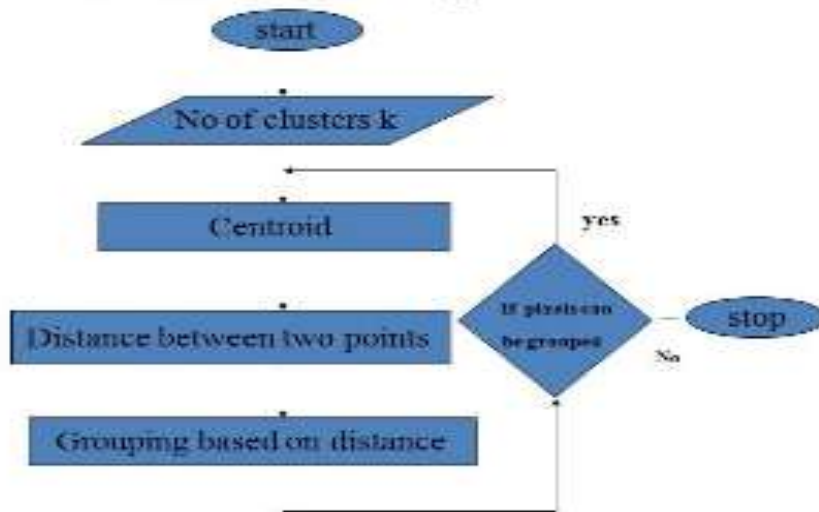 start
No of clusters k
Centroid
yes
Distance between two points
If pixels can
be grouped
stop
No
Grouping based on distance